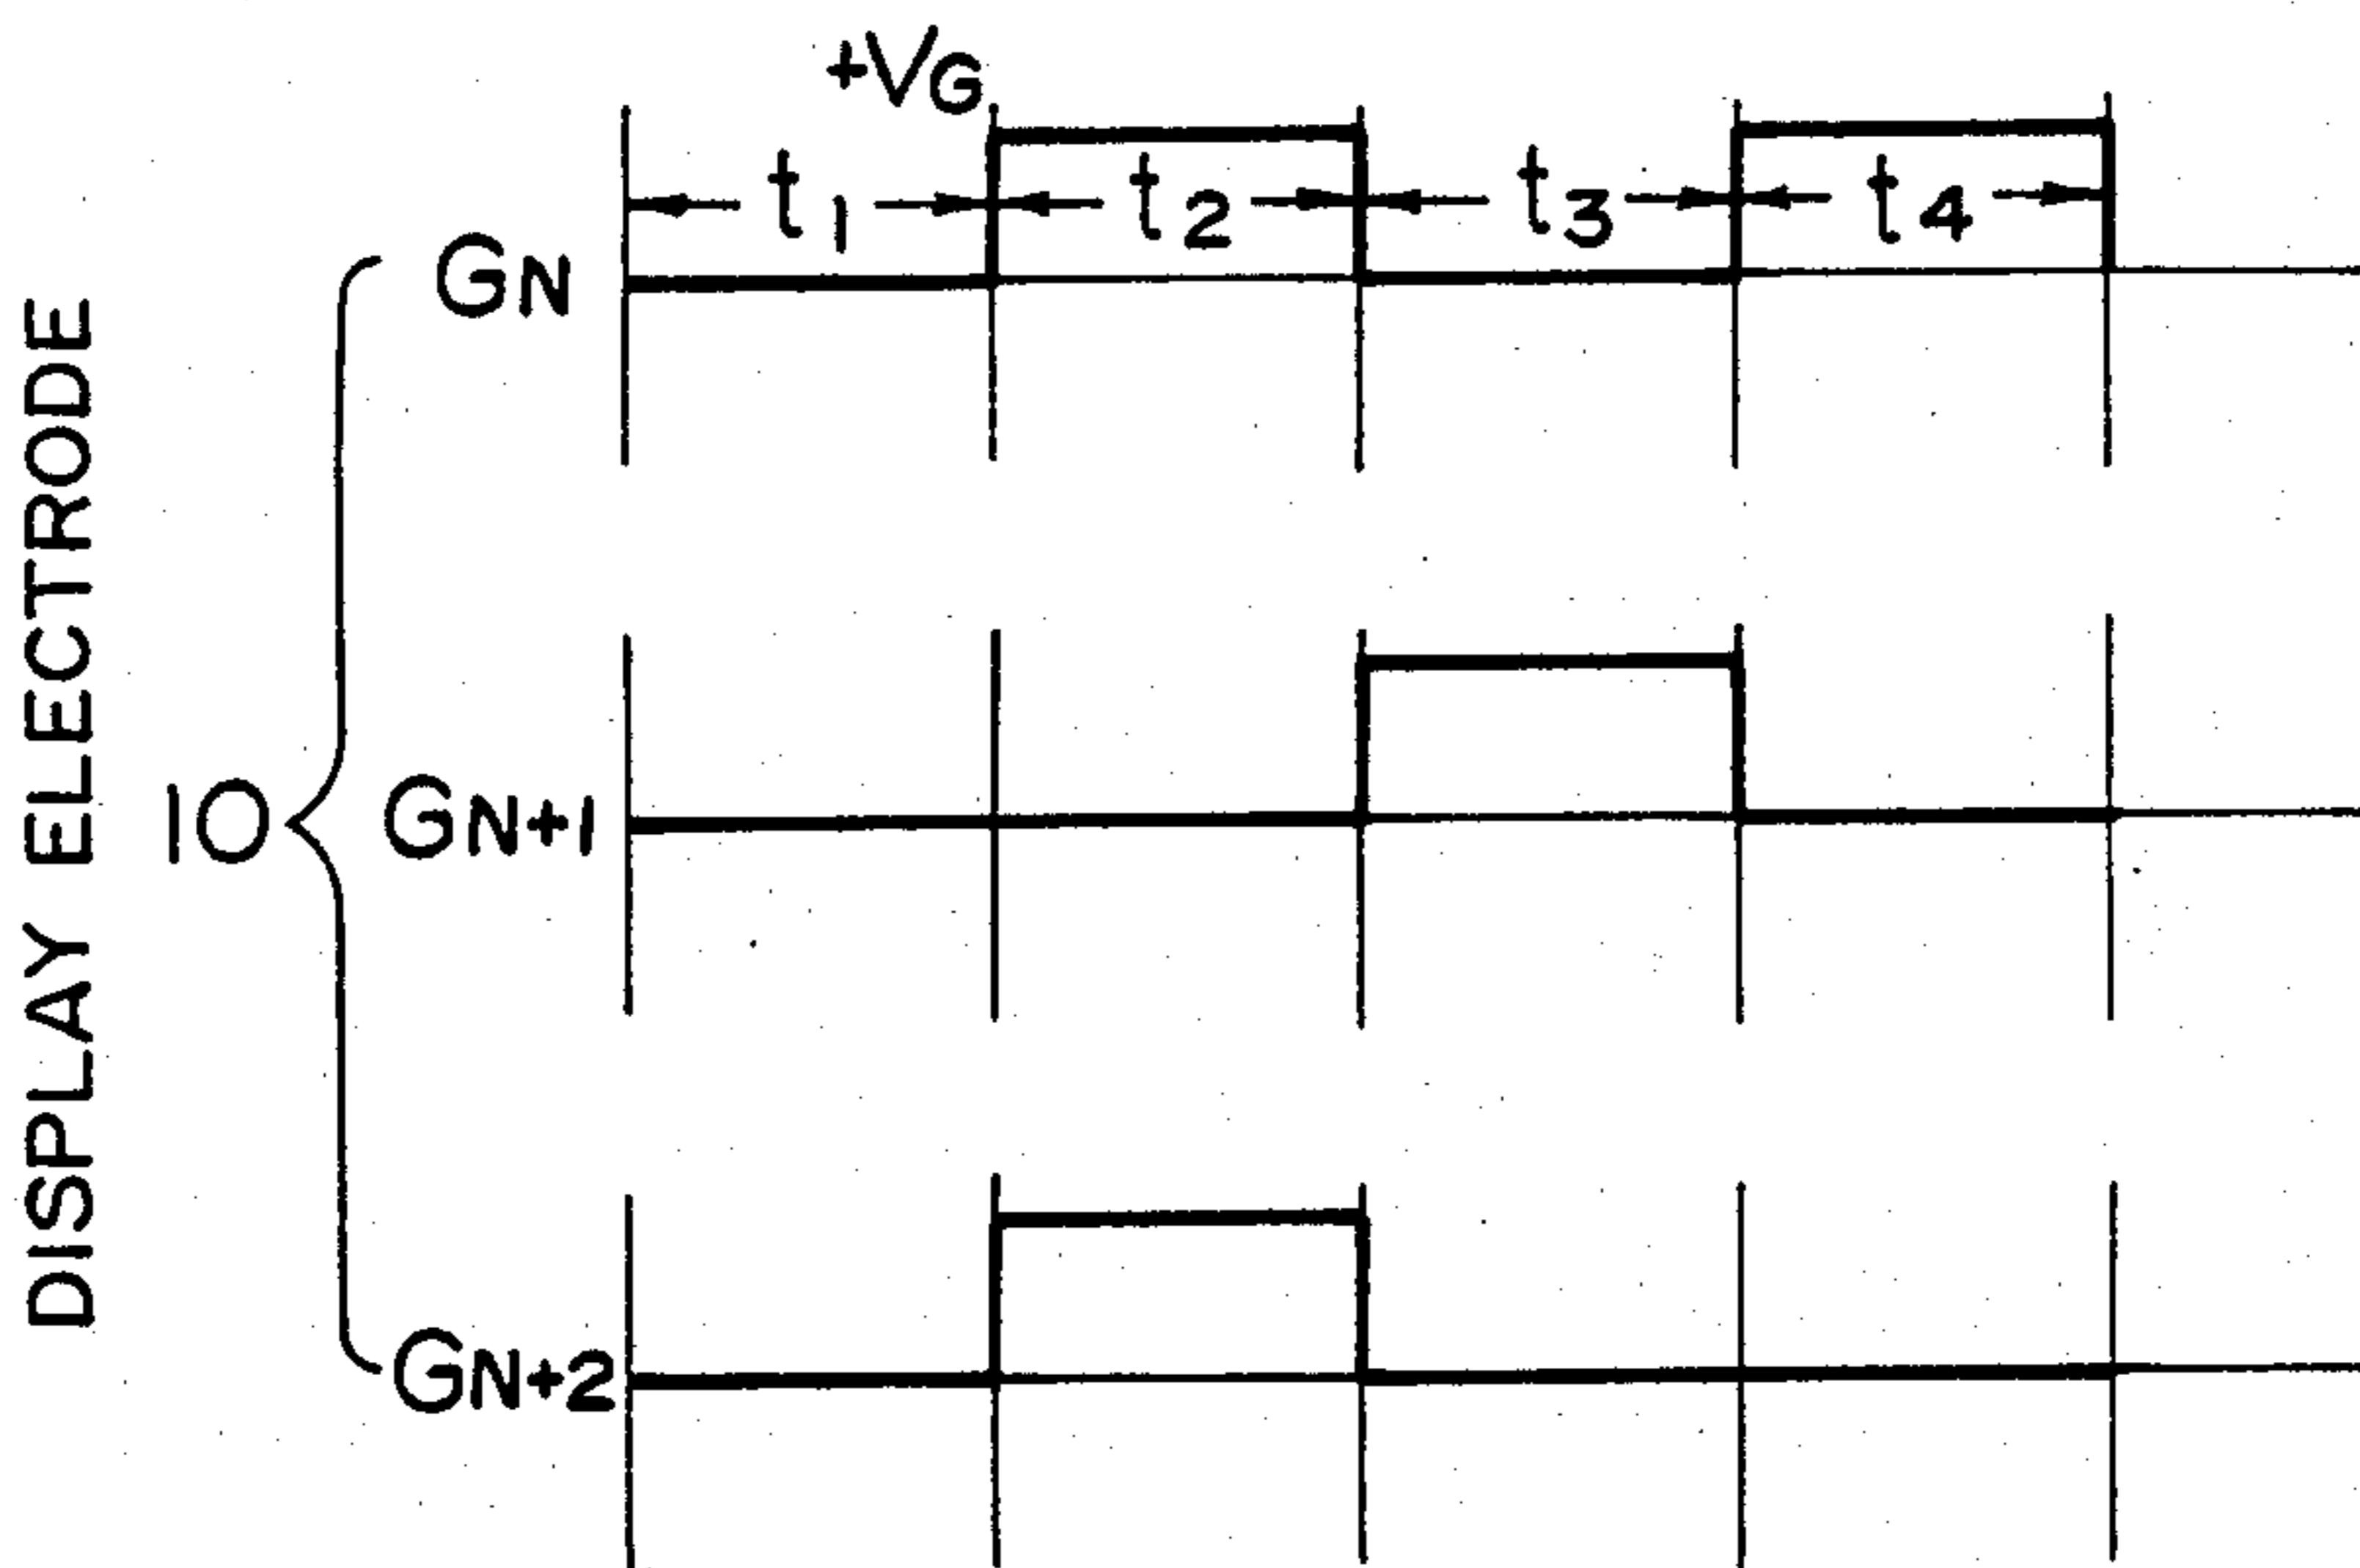 +VG
t1 t2 t3 t4
GN
DISPLAY ELECTRODE
10
GN+1
GN+2